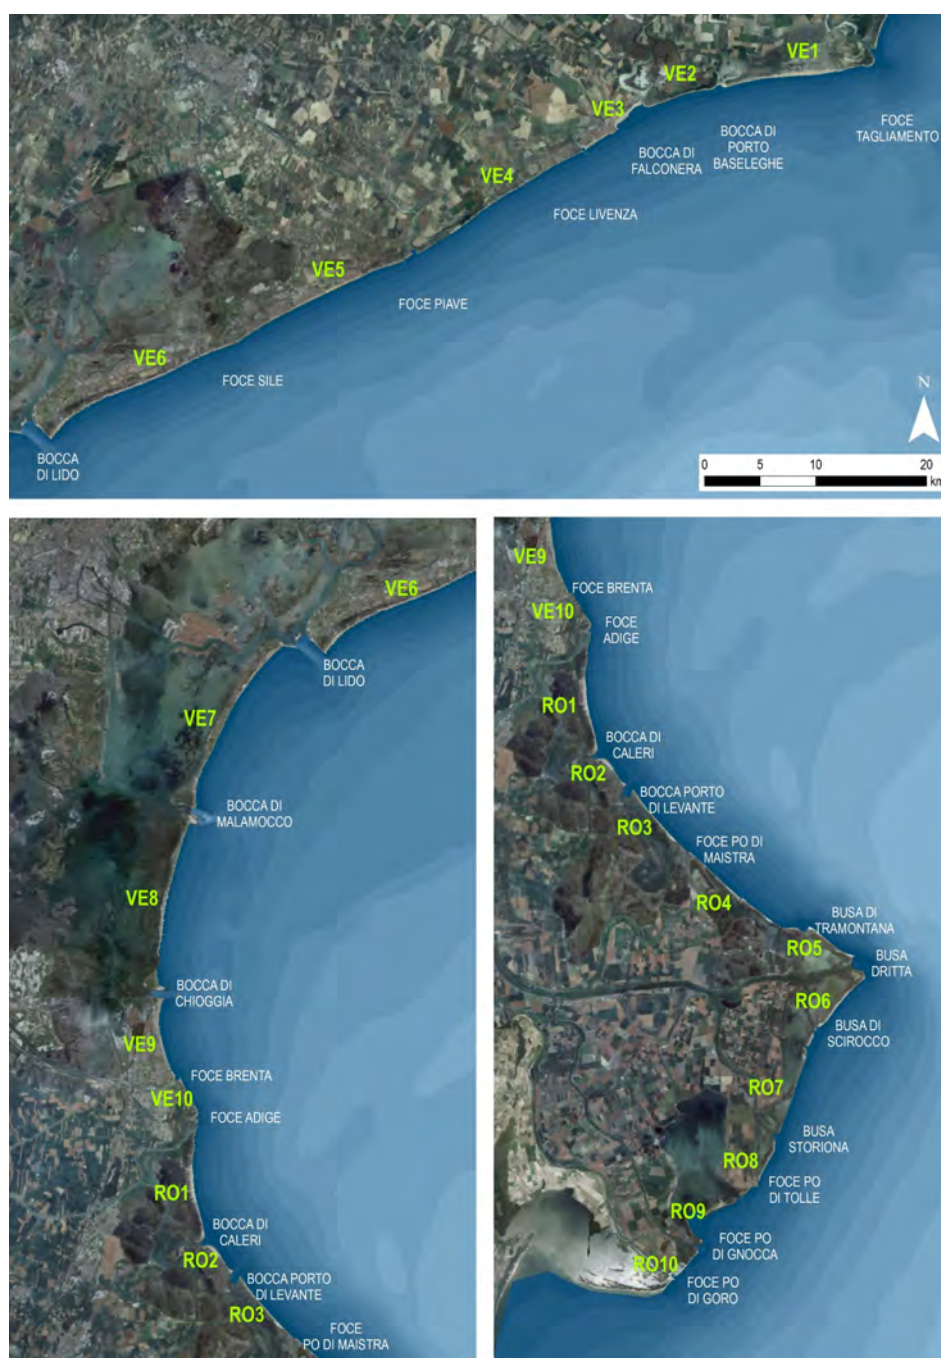 VE1
VE2
VE3
FOCE
TAGLIAMENTO
BOCCA DI
PORTO
BASELEGHE
BOCCA DI
FALCONERA
VE4
FOCE LIVENZA
VE5
FOCE PIAVE
VE6
FOCE SILE
BOCCA
DI LIDO
N
0 5 10 20
km
VE6
BOCCA
DI LIDO
VE7
BOCCA DI
MALAMOCCO
VE8
BOCCA DI
CHIOGGIA
VE9
FOCE BRENTA
VE10
FOCE ADIGE
RO1
BOCCA DI
CALERI
RO2
BOCCA PORTO
DI LEVANTE
RO3
FOCE
PO DI MAISTRA
VE9
FOCE BRENTA
VE10
FOCE
ADIGE
RO1
BOCCA DI
CALERI
RO2
BOCCA PORTO
DI LEVANTE
RO3
FOCE PO DI
MAISTRA
RO4
BUSA DI
TRAMONTANA
RO5
BUSA
DRITTA
RO6
BUSA DI
SCIROCCO
RO7
BUSA
STORIONA
RO8
FOCE PO
DI TOLLE
RO9
FOCE PO
DI GNOCCA
RO10
FOCE PO
DI GORO